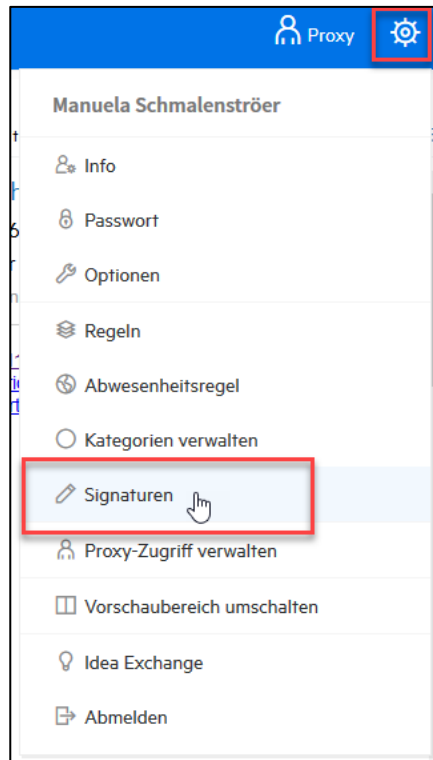 Proxy
Manuela Schmalenströer
Info
Passwort
Optionen
Regeln
Abwesenheitsregel
Kategorien verwalten
Signaturen
Proxy-Zugriff verwalten
Vorschaubereich umschalten
Idea Exchange
Abmelden